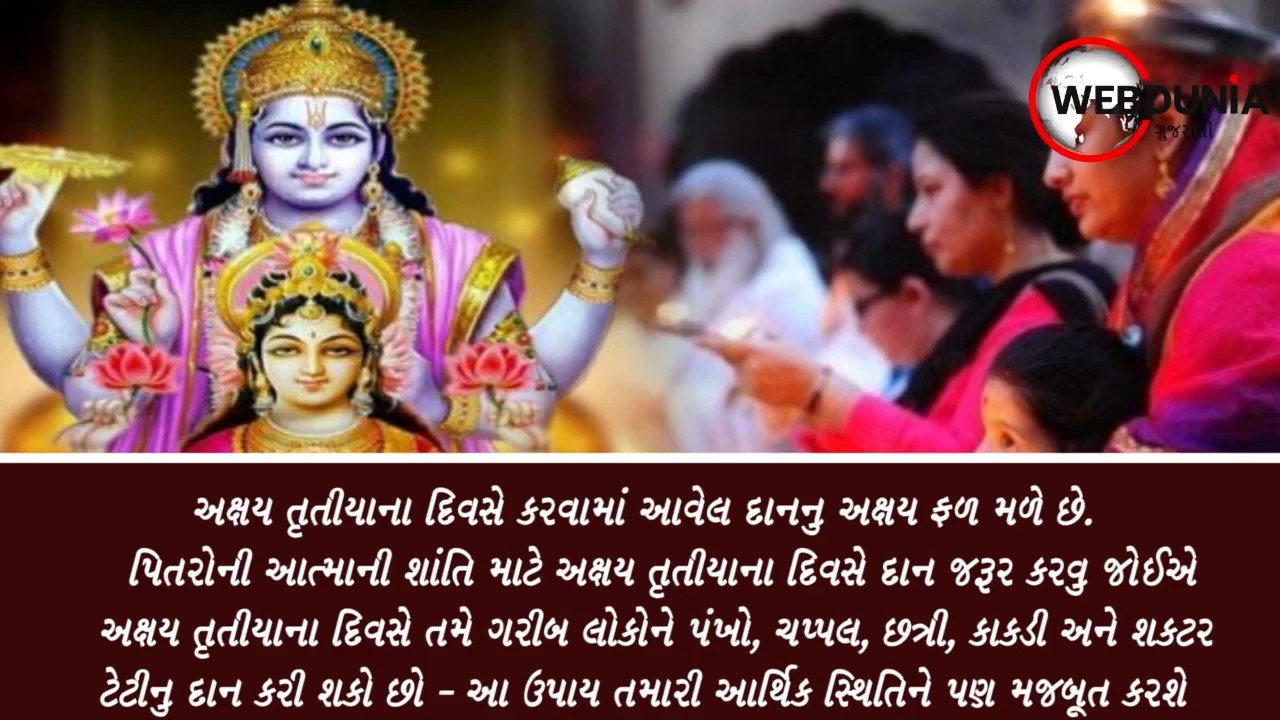 WEBDUNIA
ગુજરાતી
અક્ષય તૃતીયાના દિવસે કરવામાં આવેલ દાનનુ અક્ષય ફળ મળે છે.
પિતરોની આત્માની શાંતિ માટે અક્ષય તૃતીયાના દિવસે દાન જરૂર કરવુ જોઈએ
અક્ષય તૃતીયાના દિવસે તમે ગરીબ લોકોને પંખો, ચપ્પલ, છત્રી, કાકડી અને શકટર
ટેટીનુ દાન કરી શકો છો - આ ઉપાય તમારી આર્થિક સ્થિતિને પણ મજબૂત કરશે